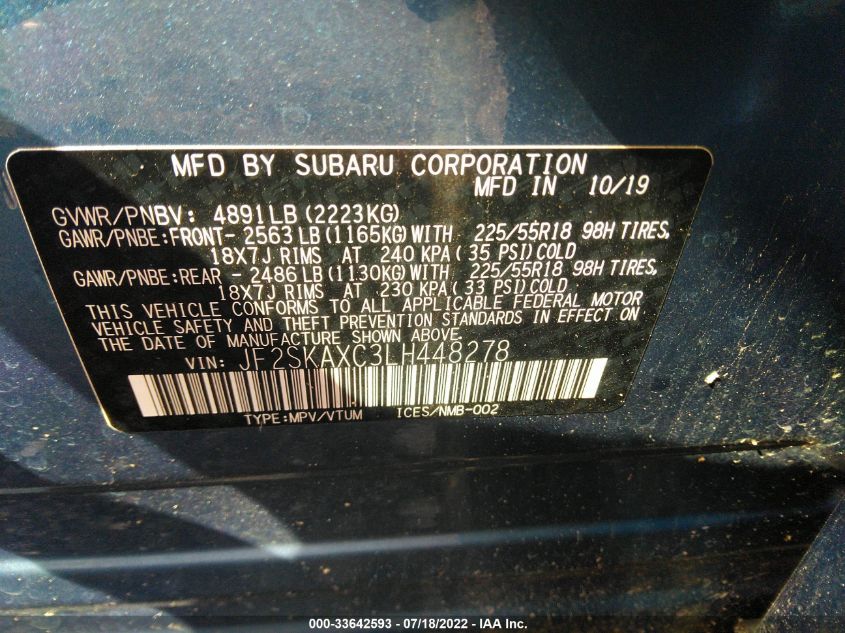 MFD BY SUBARU CORPORATION
MFD IN 10/19
GVWR/PNBV: 4891LB (2223KG)
GAWR/PNBE:FRONT- 2563LB (1165KG) WITH 225/55R18 98H TIRES,
18X7J RIMS AT 240 KPA (35 PSI) COLD
GAWR/PNBE:REAR - 2486LB (1130KG) WITH 225/55R18 98H TIRES,
18X7J RIMS AT 230 KPA (33 PSI) COLD
THIS VEHICLE CONFORMS TO ALL APPLICABLE FEDERAL MOTOR
VEHICLE SAFETY AND THEFT PREVENTION STANDARDS IN EFFECT ON
THE DATE OF MANUFACTURE SHOWN ABOVE.
VIN: JF2SKAXC3LH448278
TYPE:MPV/VTUM ICES/NMB-002
000-33642593 - 07/18/2022 - IAA Inc.